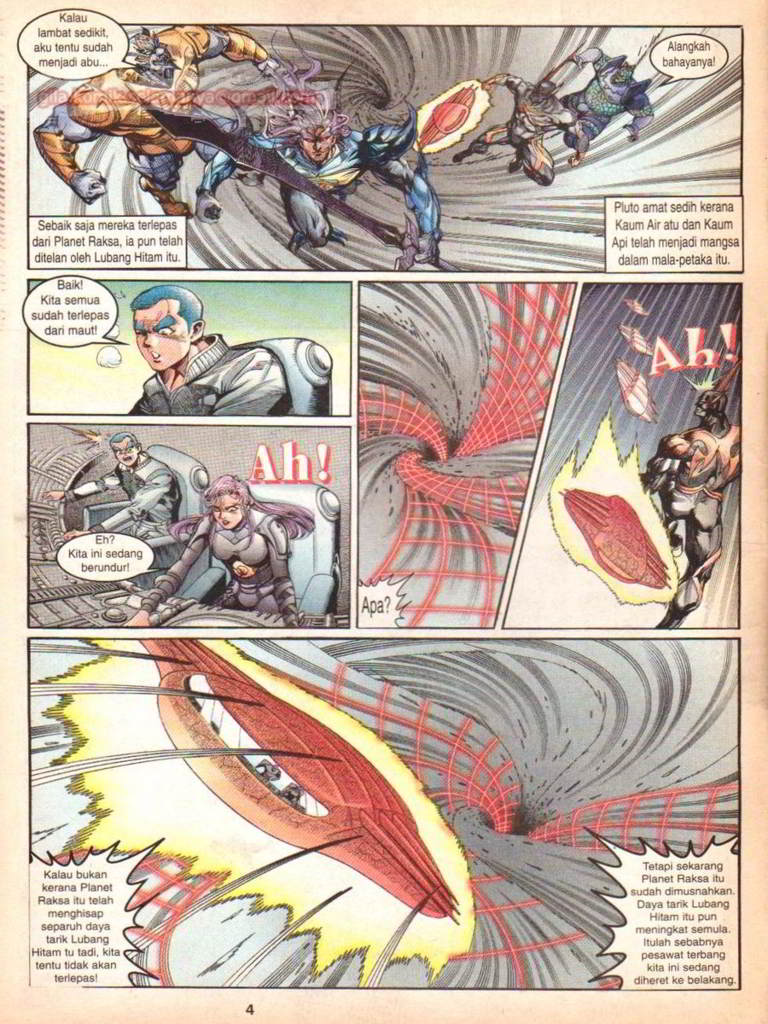 Kalau
lambat sedikit,
aku tentu sudah
menjadi abu...
Alangkah
bahayanya!
Sebaik saja mereka terlepas
dari Planet Raksa, ia pun telah
ditelan oleh Lubang Hitam itu.
Pluto amat sedih kerana
Kaum Air atu dan Kaum
Api telah menjadi mangsa
dalam mala-petaka itu.
Baik!
Kita semua
sudah terlepas
dari maut!
Ah!
Ah!
Eh?
Kita ini sedang
berundur!
Apa?
Kalau bukan
kerana Planet
Raksa itu telah
menghisap
separuh daya
tarik Lubang
Hitam tu tadi, kita
tentu tidak akan
terlepas!
Tetapi sekarang
Planet Raksa itu
sudah dimusnahkan.
Daya tarik Lubang
Hitam itu pun
meningkat semula.
Itulah sebabnya
pesawat terbang
kita ini sedang
diheret ke belakang.
4